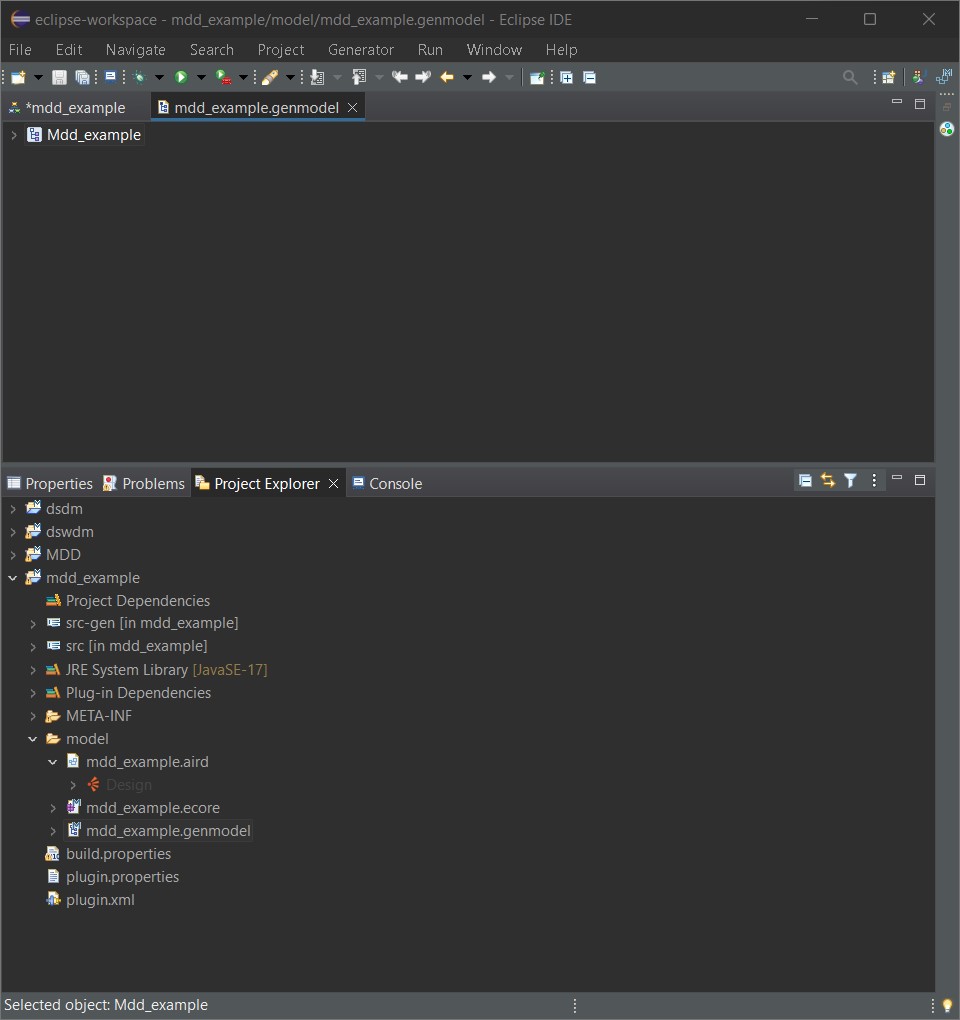 eclipse-workspace - mdd_example/model/mdd_example.genmodel - Eclipse IDE
File Edit Navigate Search Project Generator Run Window Help
*mdd_example mdd_example.genmodel
Mdd_example
Properties Problems Project Explorer Console
dsdm
dswdm
MDD
mdd_example
Project Dependencies
src-gen [in mdd_example]
src [in mdd_example]
JRE System Library [JavaSE-17]
Plug-in Dependencies
META-INF
model
mdd_example.aird
Design
mdd_example.ecore
mdd_example.genmodel
build.properties
plugin.properties
plugin.xml
Selected object: Mdd_example